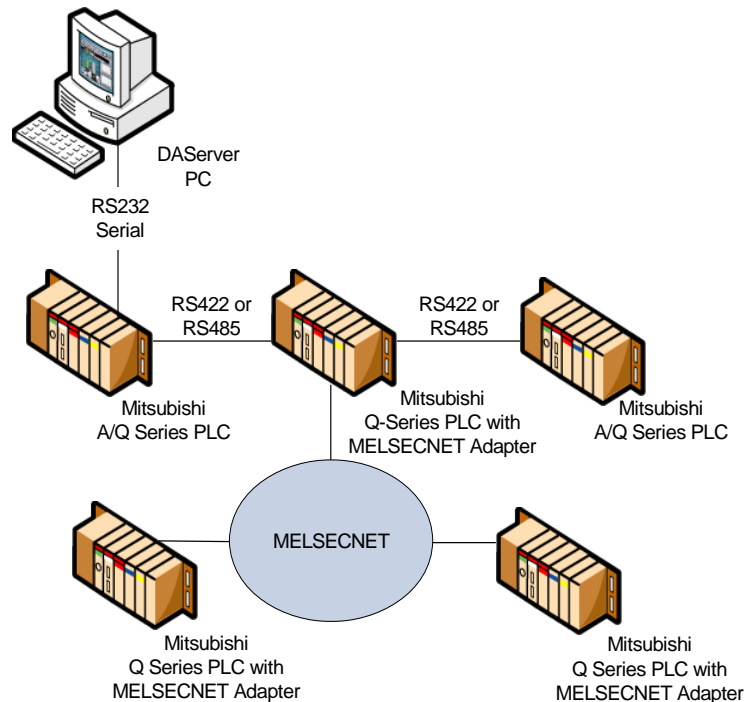 DAServer
PC
RS232
Serial
RS422 or
RS485
RS422 or
RS485
Mitsubishi
A/Q Series PLC
Mitsubishi
Q-Series PLC with
MELSECNET Adapter
Mitsubishi
A/Q Series PLC
MELSECNET
Mitsubishi
Q Series PLC with
MELSECNET Adapter
Mitsubishi
Q Series PLC with
MELSECNET Adapter